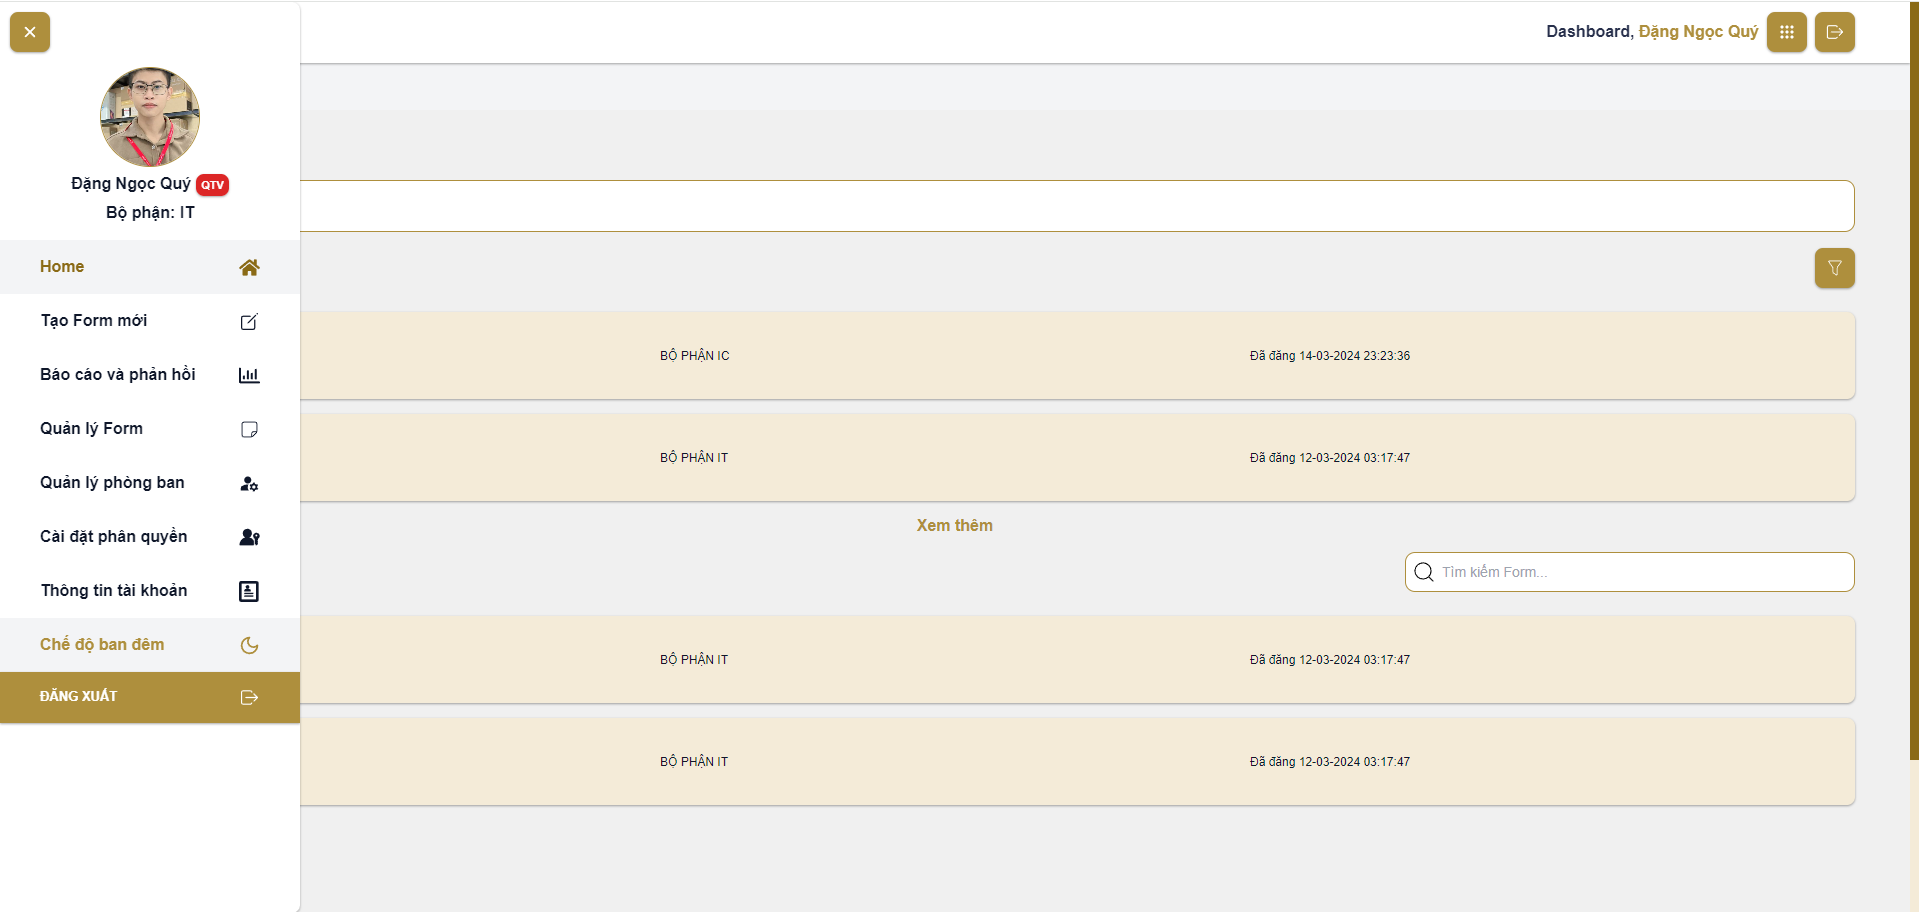 Dashboard, Đặng Ngọc Quý
Đặng Ngọc Quý QTV
Bộ phận: IT
Home
Tạo Form mới
Báo cáo và phản hồi
Quản lý Form
Quản lý phòng ban
Cài đặt phân quyền
Thông tin tài khoản
Chế độ ban đêm
ĐĂNG XUẤT
BỘ PHẬN IC
Đã đăng 14-03-2024 23:23:36
BỘ PHẬN IT
Đã đăng 12-03-2024 03:17:47
Xem thêm
Tìm kiếm Form...
BỘ PHẬN IT
Đã đăng 12-03-2024 03:17:47
BỘ PHẬN IT
Đã đăng 12-03-2024 03:17:47